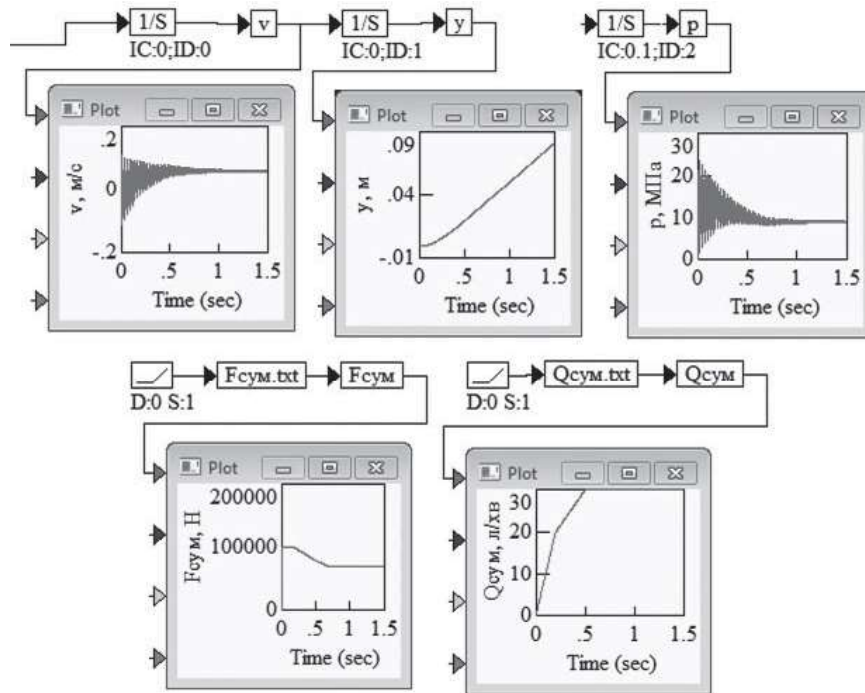 1/S v 1/S y 1/S p
IC:0;ID:0 IC:0;ID:1 IC:0.1;ID:2
Plot
v, м/с
.2
0
-.2
0 .5 1 1.5
Time (sec)
Plot
y, м
.09
.04
-.01
0 .5 1 1.5
Time (sec)
Plot
p, МПа
30
20
10
0
0 .5 1 1.5
Time (sec)
Fсум.txt Fсум
D:0 S:1
Qсум.txt Qсум
D:0 S:1
Plot
Fсум, Н
200000
100000
0
0 .5 1 1.5
Time (sec)
Plot
Qсум, л/хв
30
20
10
0
0 .5 1 1.5
Time (sec)